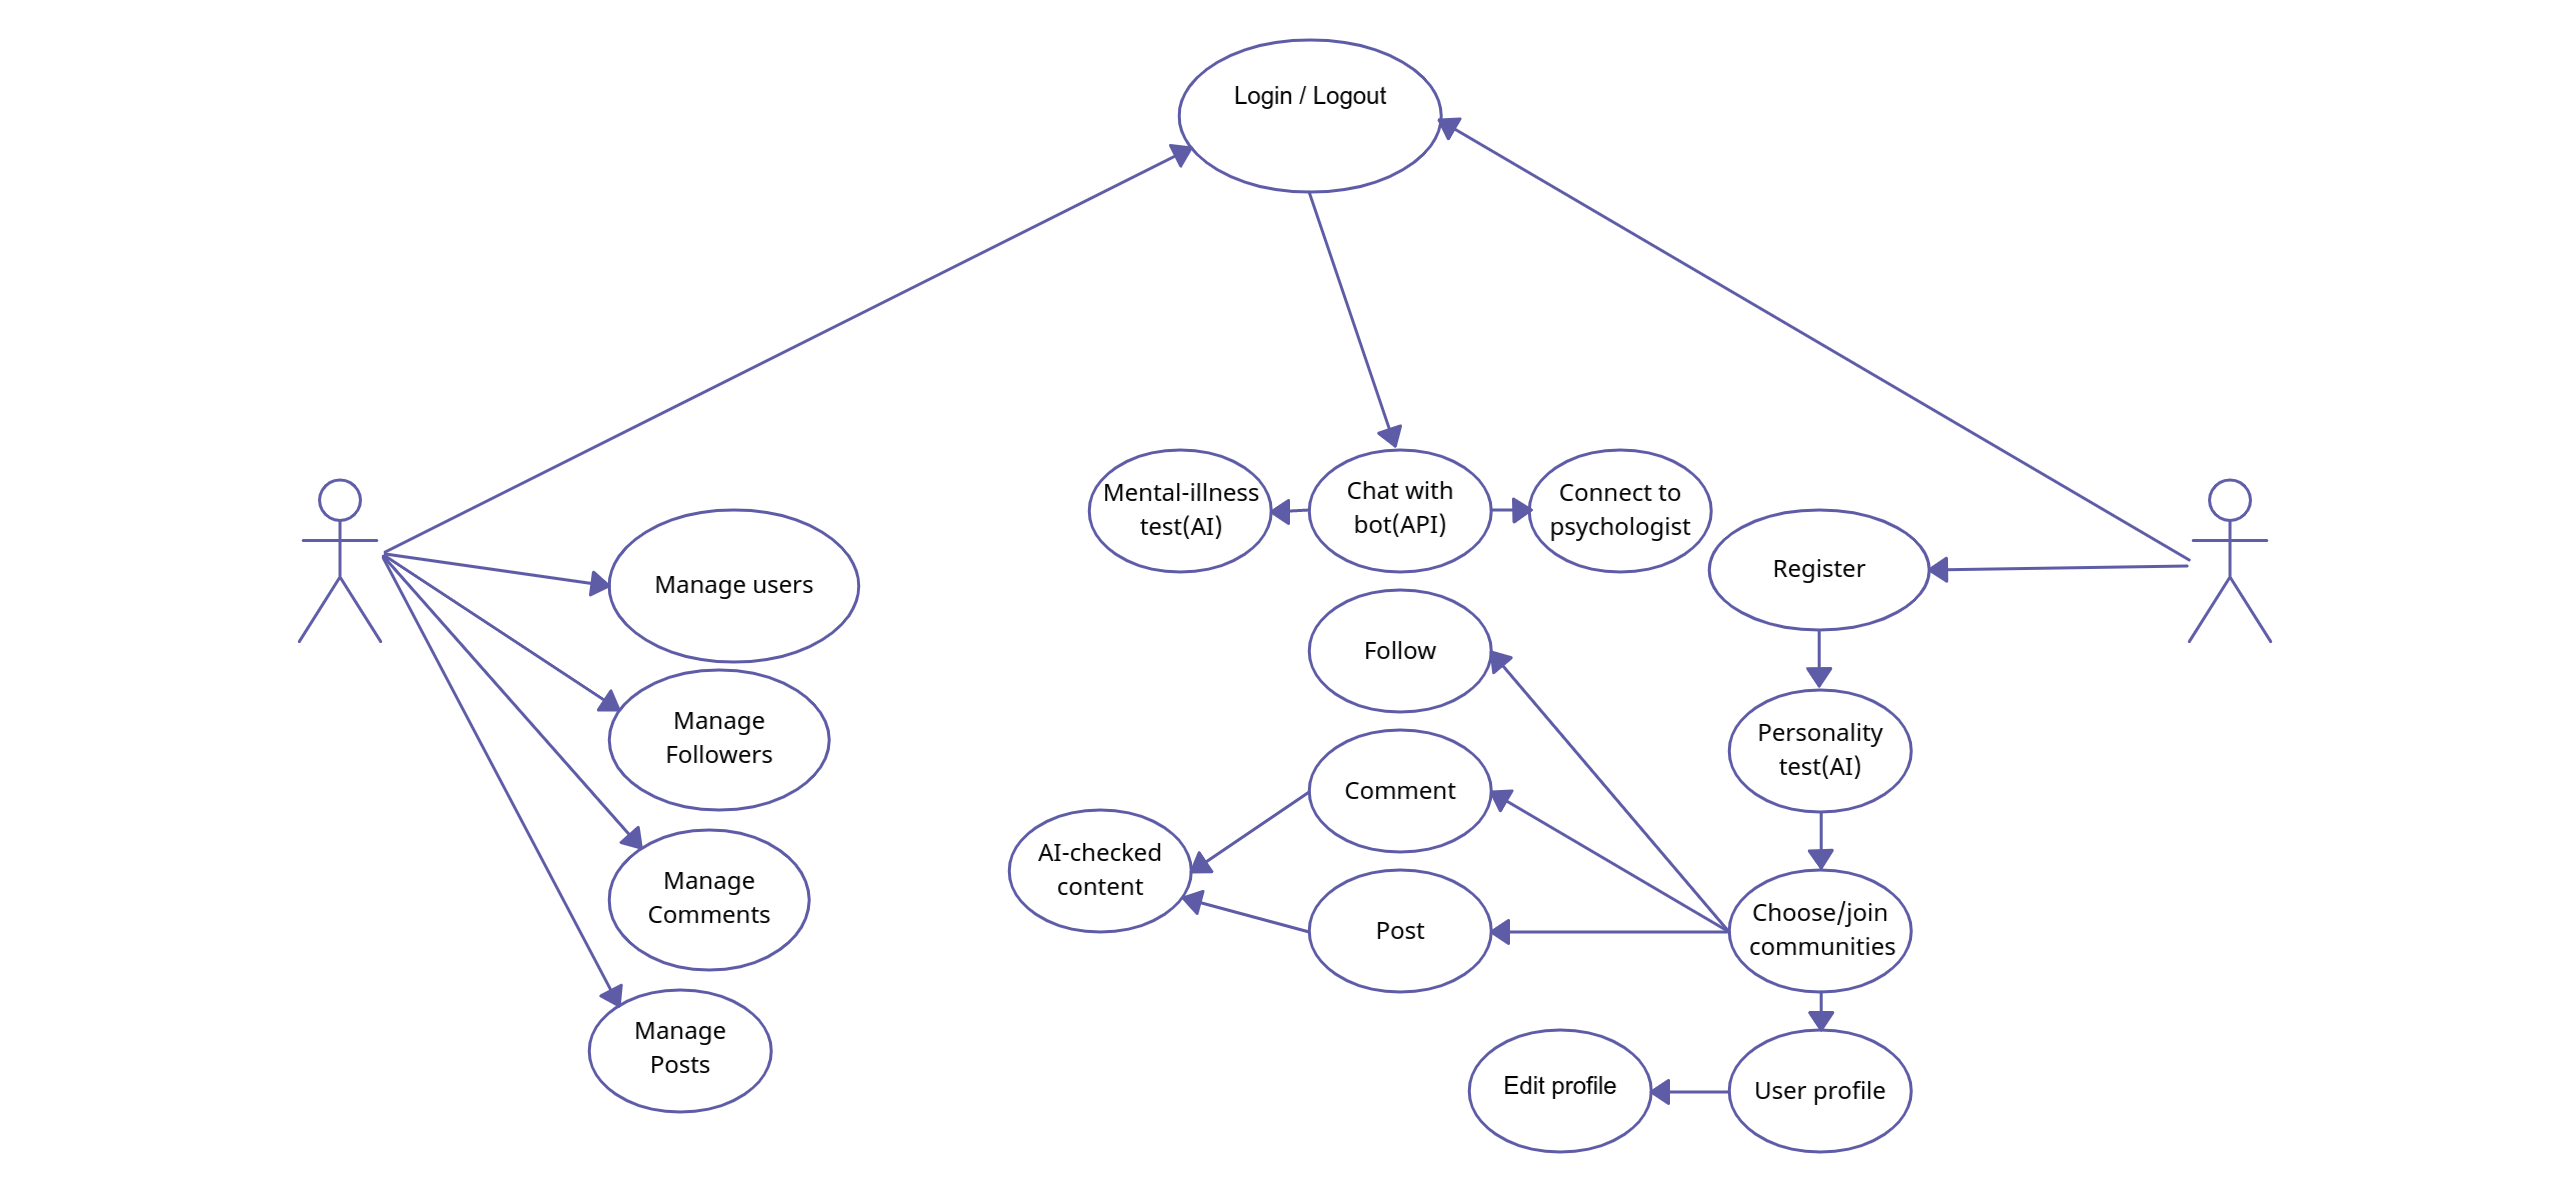 Login / Logout
Mental-illness
test(AI)
Chat with
bot(API)
Connect to
psychologist
Register
Manage users
Follow
Manage
Followers
Personality
test(AI)
Comment
AI-checked
content
Manage
Comments
Post
Choose/join
communities
Manage
Posts
Edit profile
User profile